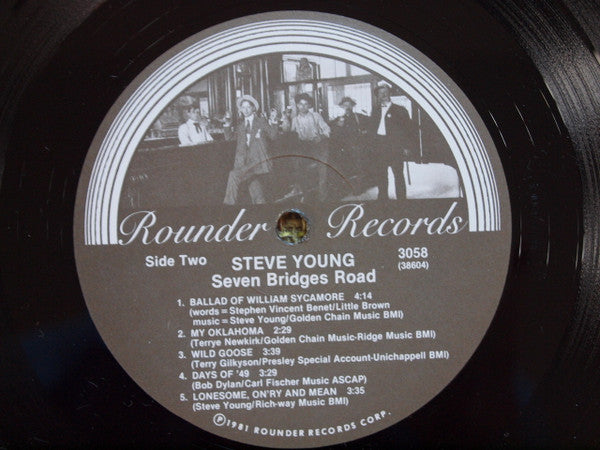 Rounder Records
Side Two
STEVE YOUNG
Seven Bridges Road
3058
(38604)
1. BALLAD OF WILLIAM SYCAMORE 4:14
(words = Stephen Vincent Benet/Little Brown
music = Steve Young/Golden Chain Music BMI)
2. MY OKLAHOMA 2:29
(Terrye Newkirk/Golden Chain Music-Ridge Music BMI)
3. WILD GOOSE 3:39
(Terry Gilkyson/Presley Special Account-Unichappell BMI)
4. DAYS OF '49 3:29
(Bob Dylan/Carl Fischer Music ASCAP)
5. LONESOME, ON'RY AND MEAN 3:35
(Steve Young/Rich-way Music BMI)
℗1981 ROUNDER RECORDS CORP.